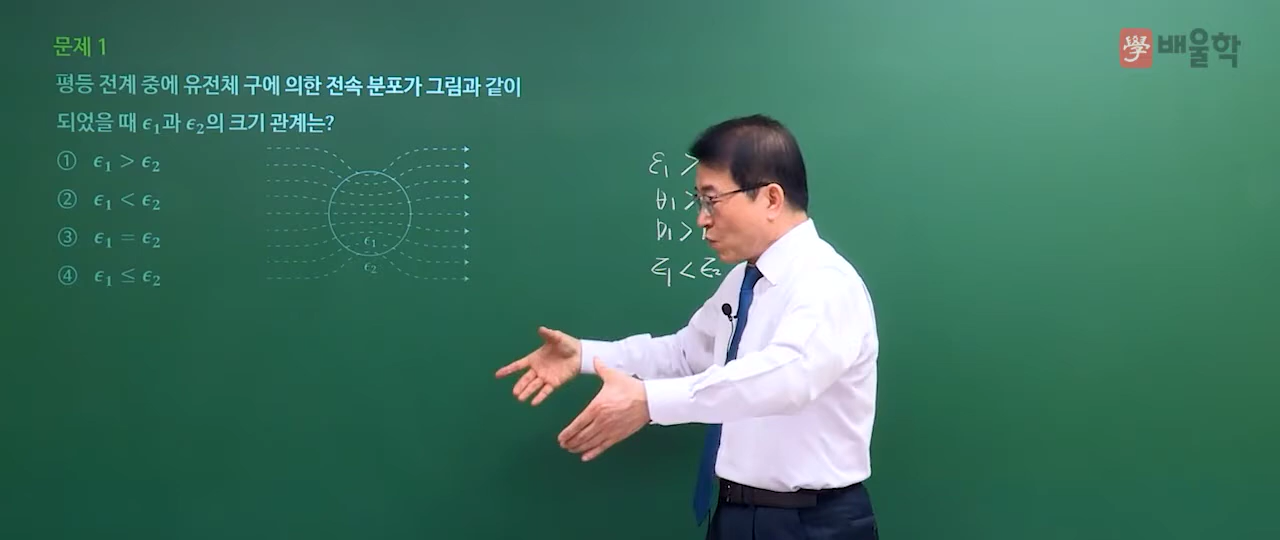 學 배울학
문제 1
평등 전계 중에 유전체 구에 의한 전속 분포가 그림과 같이
되었을 때 ϵ₁과 ϵ₂의 크기 관계는?
① ϵ₁ > ϵ₂
② ϵ₁ < ϵ₂
③ ϵ₁ = ϵ₂
④ ϵ₁ ≤ ϵ₂
ϵ₁
ϵ₂
ε₁ >
θ₁ >
D₁ >
E₁ < E₂